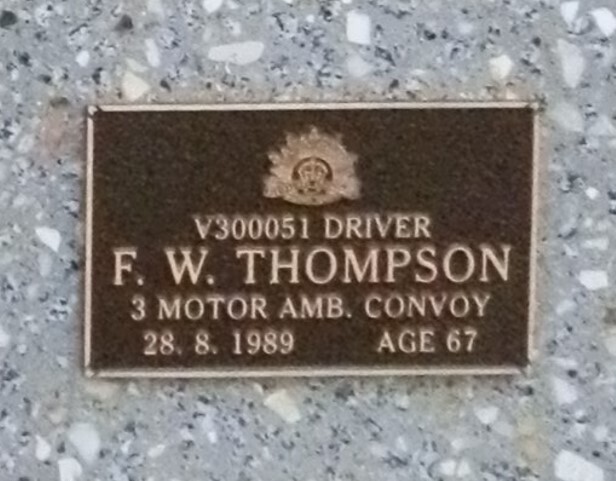 V300051 DRIVER
F. W. THOMPSON
3 MOTOR AMB. CONVOY
28. 8. 1989 AGE 67